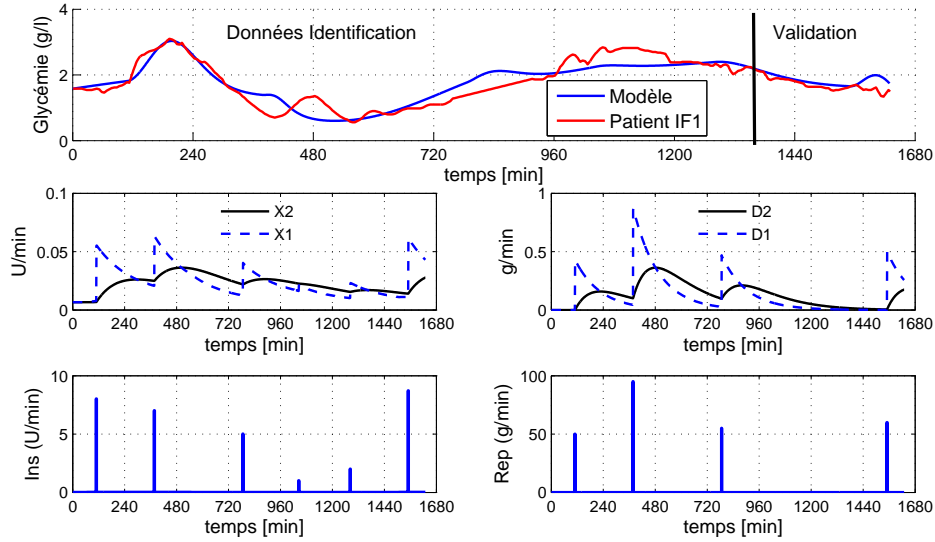 4
2
0
Glycémie (g/l)
Données Identification
Validation
Modèle
Patient IF1
0 240 480 720 960 1200 1440 1680
temps [min]
0.1
0.05
0
U/min
X2
X1
0 240 480 720 960 1200 1440 1680
temps [min]
1
0.5
0
g/min
D2
D1
0 240 480 720 960 1200 1440 1680
temps [min]
10
5
0
Ins (U/min)
0 240 480 720 960 1200 1440 1680
temps [min]
100
50
0
Rep (g/min)
0 240 480 720 960 1200 1440 1680
temps [min]